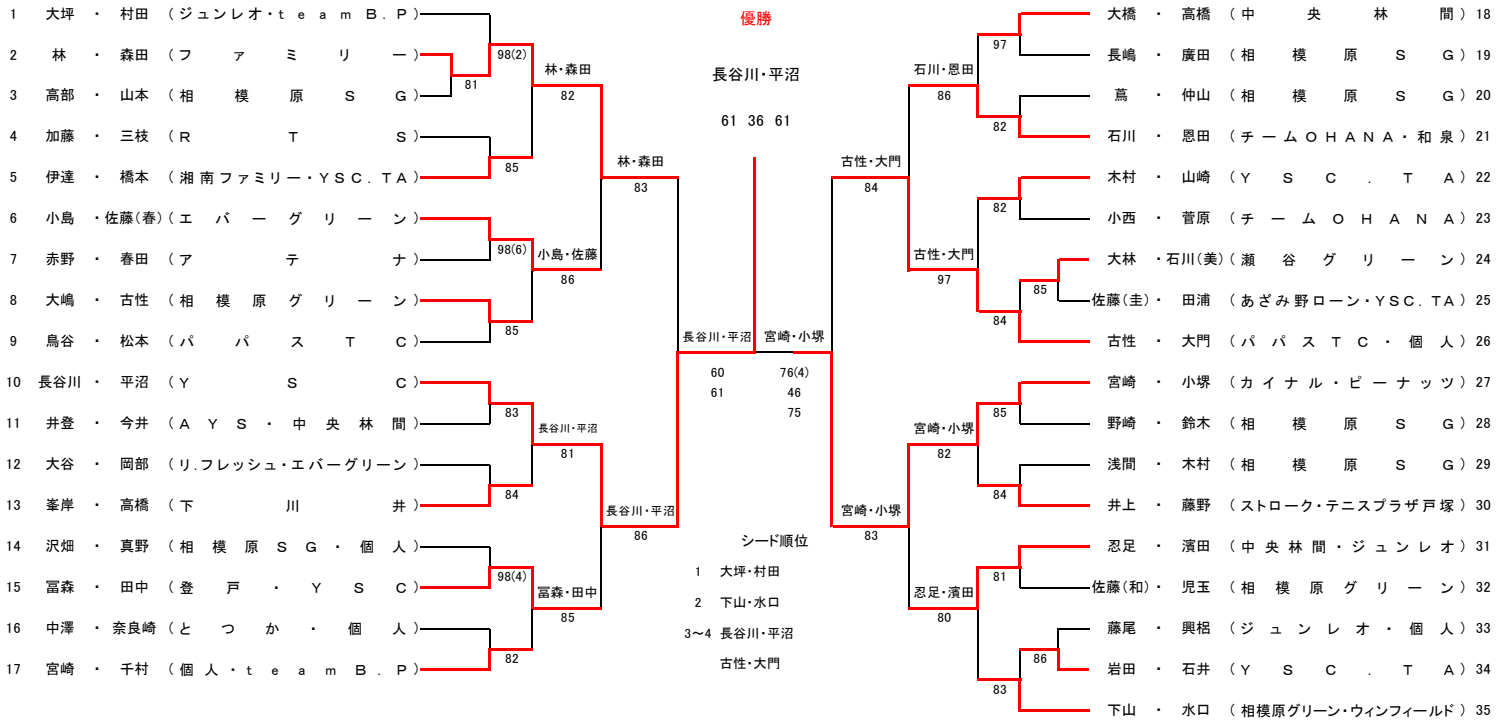 優勝
長谷川・平沼
61 36 61
1 大坪 ・ 村田 (ジュンレオ・team B.P)
2 林 ・ 森田 (ファミリー)
3 高部 ・ 山本 (相模原SG)
4 加藤 ・ 三枝 (RTS)
5 伊達 ・ 橋本 (湘南ファミリー・YSC.TA)
6 小島 ・佐藤(春) (エバーグリーン)
7 赤野 ・ 春田 (アテナ)
8 大嶋 ・ 古性 (相模原グリーン)
9 鳥谷 ・ 松本 (パパスTC)
10 長谷川 ・ 平沼 (YSC)
11 井登 ・ 今井 (AYS・中央林間)
12 大谷 ・ 岡部 (リ.フレッシュ・エバーグリーン)
13 峯岸 ・ 高橋 (下川井)
14 沢畑 ・ 真野 (相模原SG・個人)
15 冨森 ・ 田中 (登戸・YSC)
16 中澤 ・ 奈良崎 (とつか・個人)
17 宮崎 ・ 千村 (個人・team B.P)
81
98(2)
85
98(6)
85
83
84
98(4)
82
林・森田
82
小島・佐藤
86
長谷川・平沼
81
冨森・田中
85
林・森田
83
長谷川・平沼
86
長谷川・平沼
60
61
宮崎・小堺
76(4)
46
75
古性・大門
84
宮崎・小堺
83
石川・恩田
86
古性・大門
97
宮崎・小堺
82
忍足・濱田
80
97
82
82
85
84
85
84
81
86
83
大橋 ・ 高橋 (中央林間) 18
長嶋 ・ 廣田 (相模原SG) 19
蔦 ・ 仲山 (相模原SG) 20
石川 ・ 恩田 (チームOHANA・和泉) 21
木村 ・ 山崎 (YSC.TA) 22
小西 ・ 菅原 (チームOHANA) 23
大林 ・石川(美) (瀬谷グリーン) 24
佐藤(圭)・ 田浦 (あざみ野ローン・YSC.TA) 25
古性 ・ 大門 (パパスTC・個人) 26
宮崎 ・ 小堺 (カイナル・ピーナッツ) 27
野崎 ・ 鈴木 (相模原SG) 28
浅間 ・ 木村 (相模原SG) 29
井上 ・ 藤野 (ストローク・テニスプラザ戸塚) 30
忍足 ・ 濱田 (中央林間・ジュンレオ) 31
佐藤(和)・ 児玉 (相模原グリーン) 32
藤尾 ・ 興梠 (ジュンレオ・個人) 33
岩田 ・ 石井 (YSC.TA) 34
下山 ・ 水口 (相模原グリーン・ウィンフィールド) 35
シード順位
1 大坪・村田
2 下山・水口
3〜4 長谷川・平沼
古性・大門